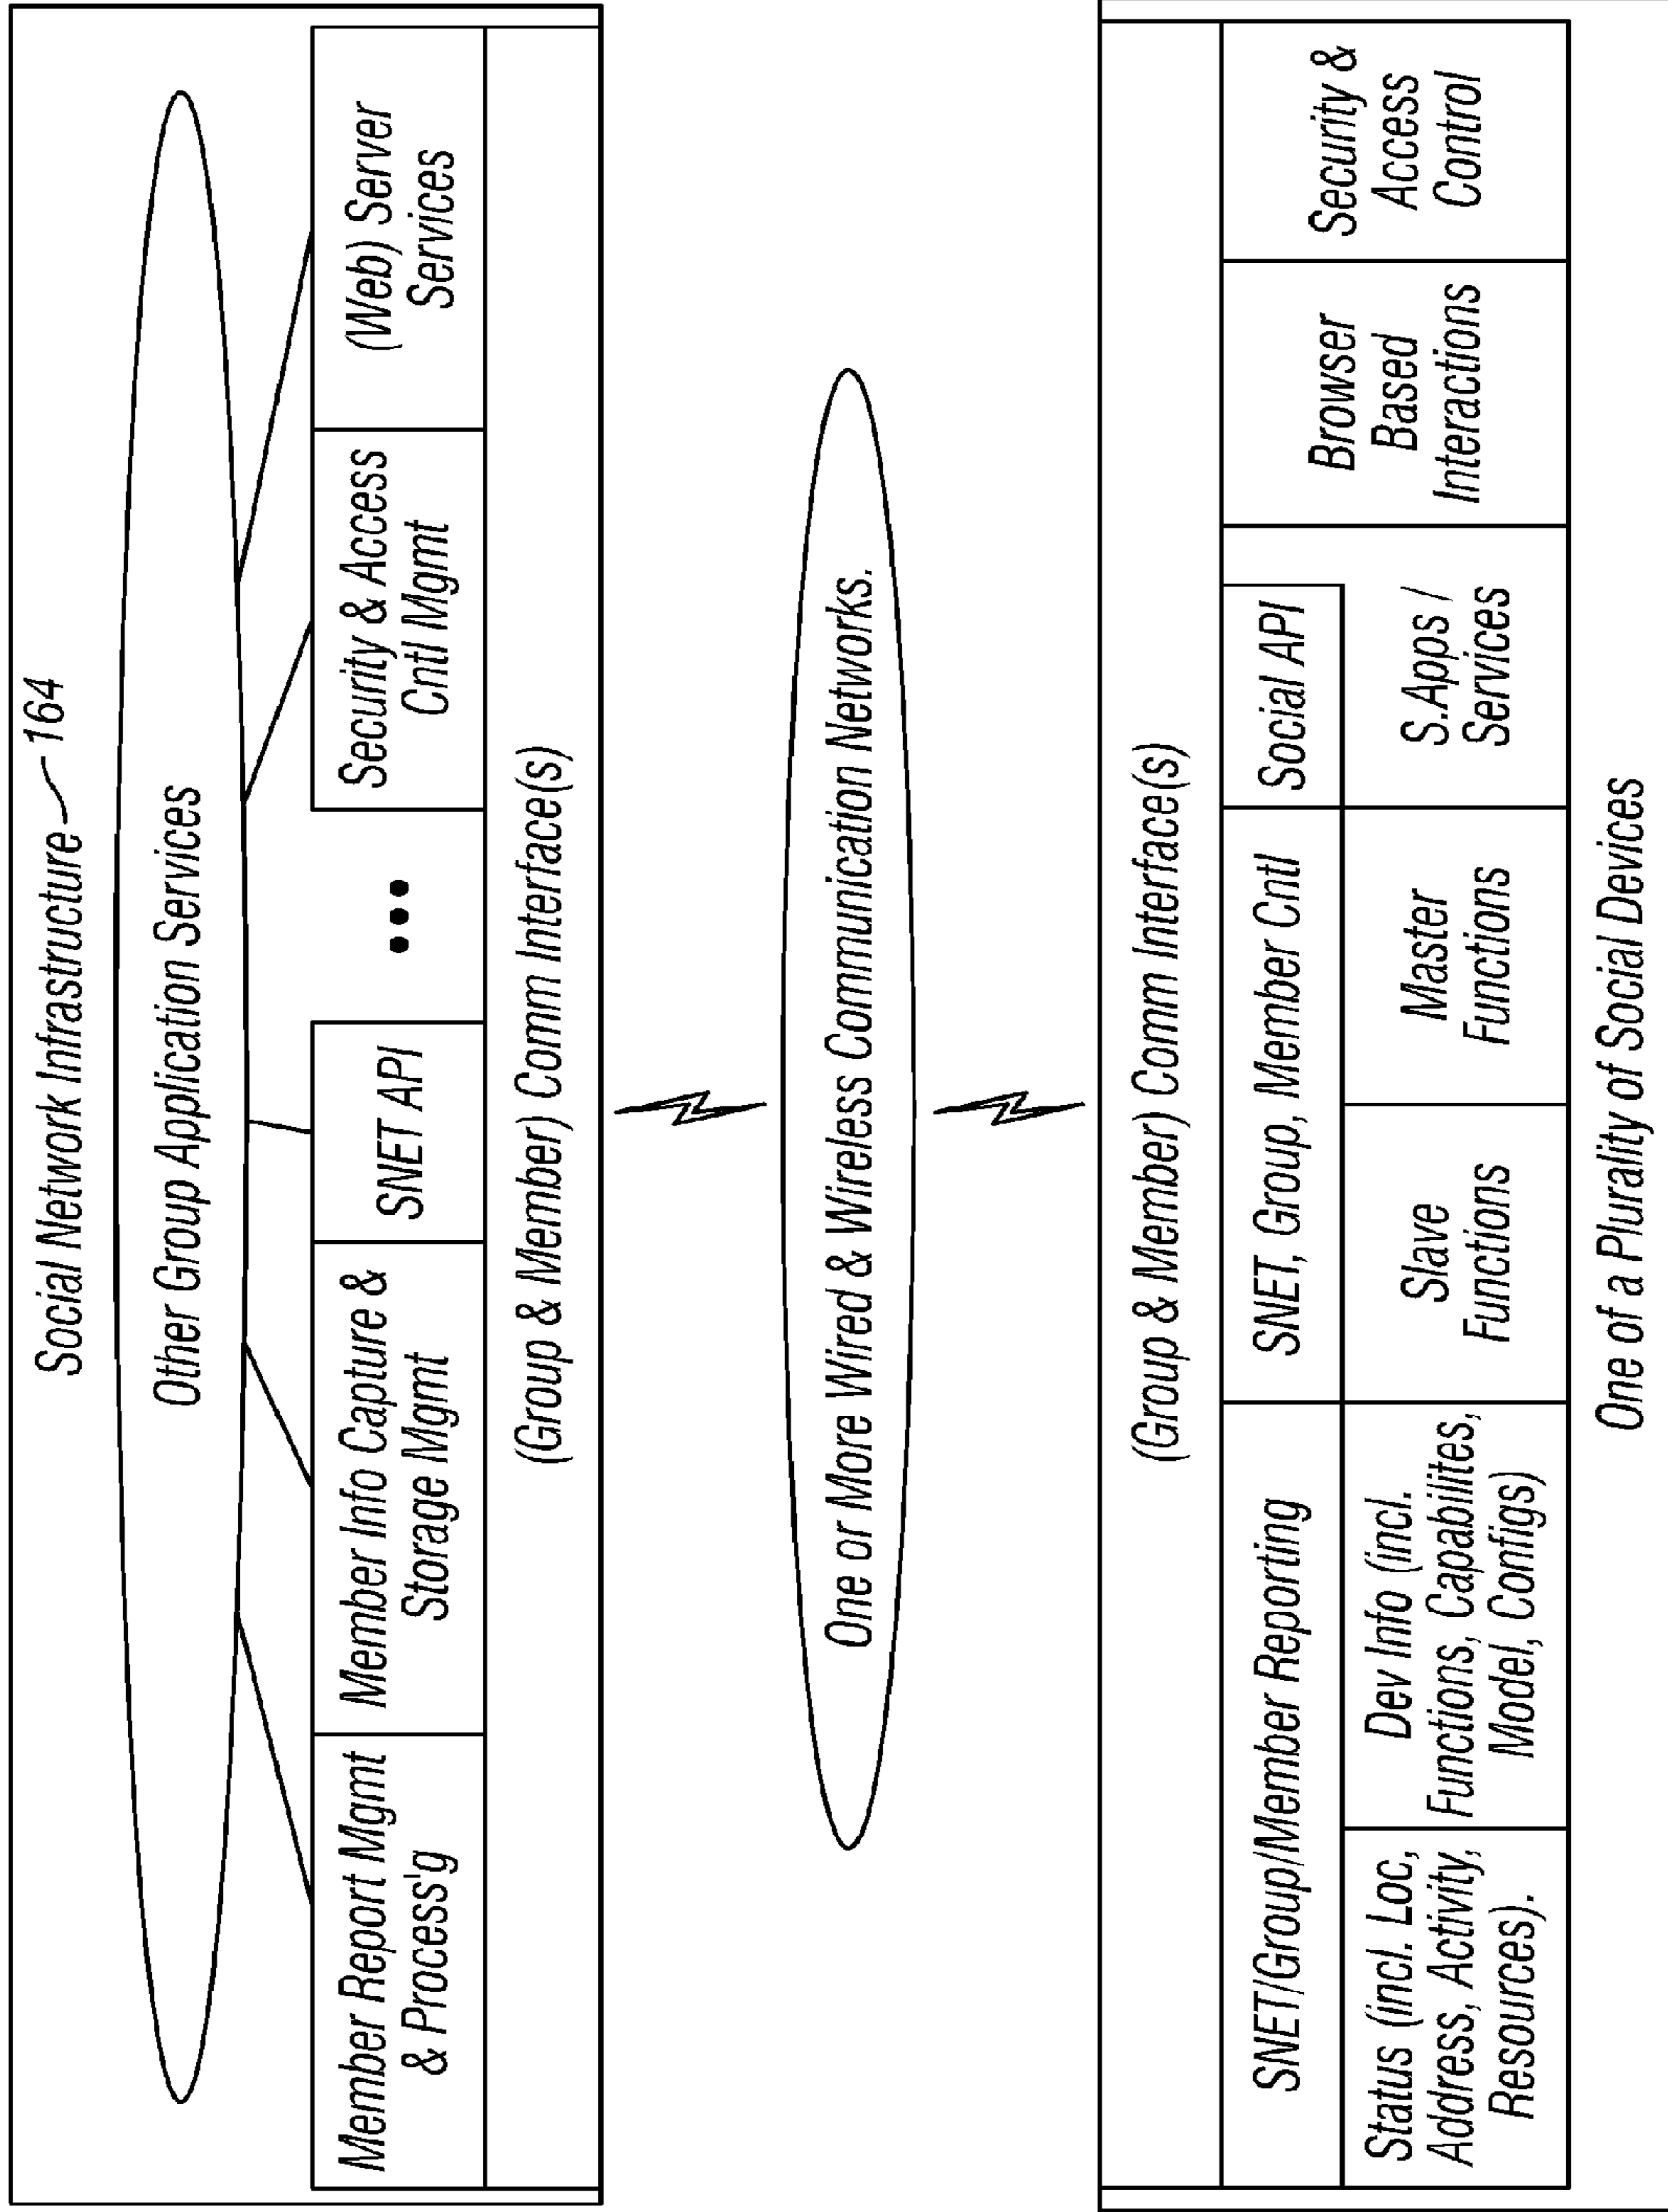 Social Network Infrastructure 164
Other Group Application Services
Member Report Mgmt
& Process'g
Member Info Capture &
Storage Mgmt
SNET API
•••
Security & Access
Cntl Mgmt
(Web) Server
Services
(Group & Member) Comm Interface(s)
One or More Wired & Wireless Communication Networks.
(Group & Member) Comm Interface(s)
SNET/Group/Member Reporting
Status (incl. Loc,
Address, Activity,
Resources).
Dev Info (incl.
Functions, Capabilites,
Model, Configs)
SNET, Group, Member Cntl
Slave
Functions
Master
Functions
Social API
S.Apps /
Services
Browser
Based
Interactions
Security &
Access
Control
One of a Plurality of Social Devices